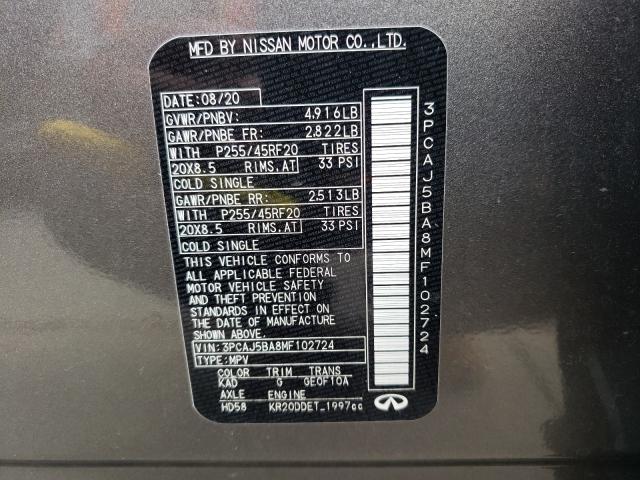 MFD BY NISSAN MOTOR CO.,LTD.
DATE: 08/20
GVWR/PNBV: 4,916LB
GAWR/PNBE FR: 2,822LB
WITH P255/45RF20 TIRES
20X8.5 RIMS.AT 33 PSI
COLD SINGLE
GAWR/PNBE RR: 2,513LB
WITH P255/45RF20 TIRES
20X8.5 RIMS.AT 33 PSI
COLD SINGLE
THIS VEHICLE CONFORMS TO
ALL APPLICABLE FEDERAL
MOTOR VEHICLE SAFETY
AND THEFT PREVENTION
STANDARDS IN EFFECT ON
THE DATE OF MANUFACTURE
SHOWN ABOVE.
VIN: 3PCAJ5BA8MF102724
TYPE: MPV
COLOR TRIM TRANS
KAD G GE0F10A
AXLE ENGINE
HD58 KR20DDET_1997cc
3PCAJ5BA8MF102724